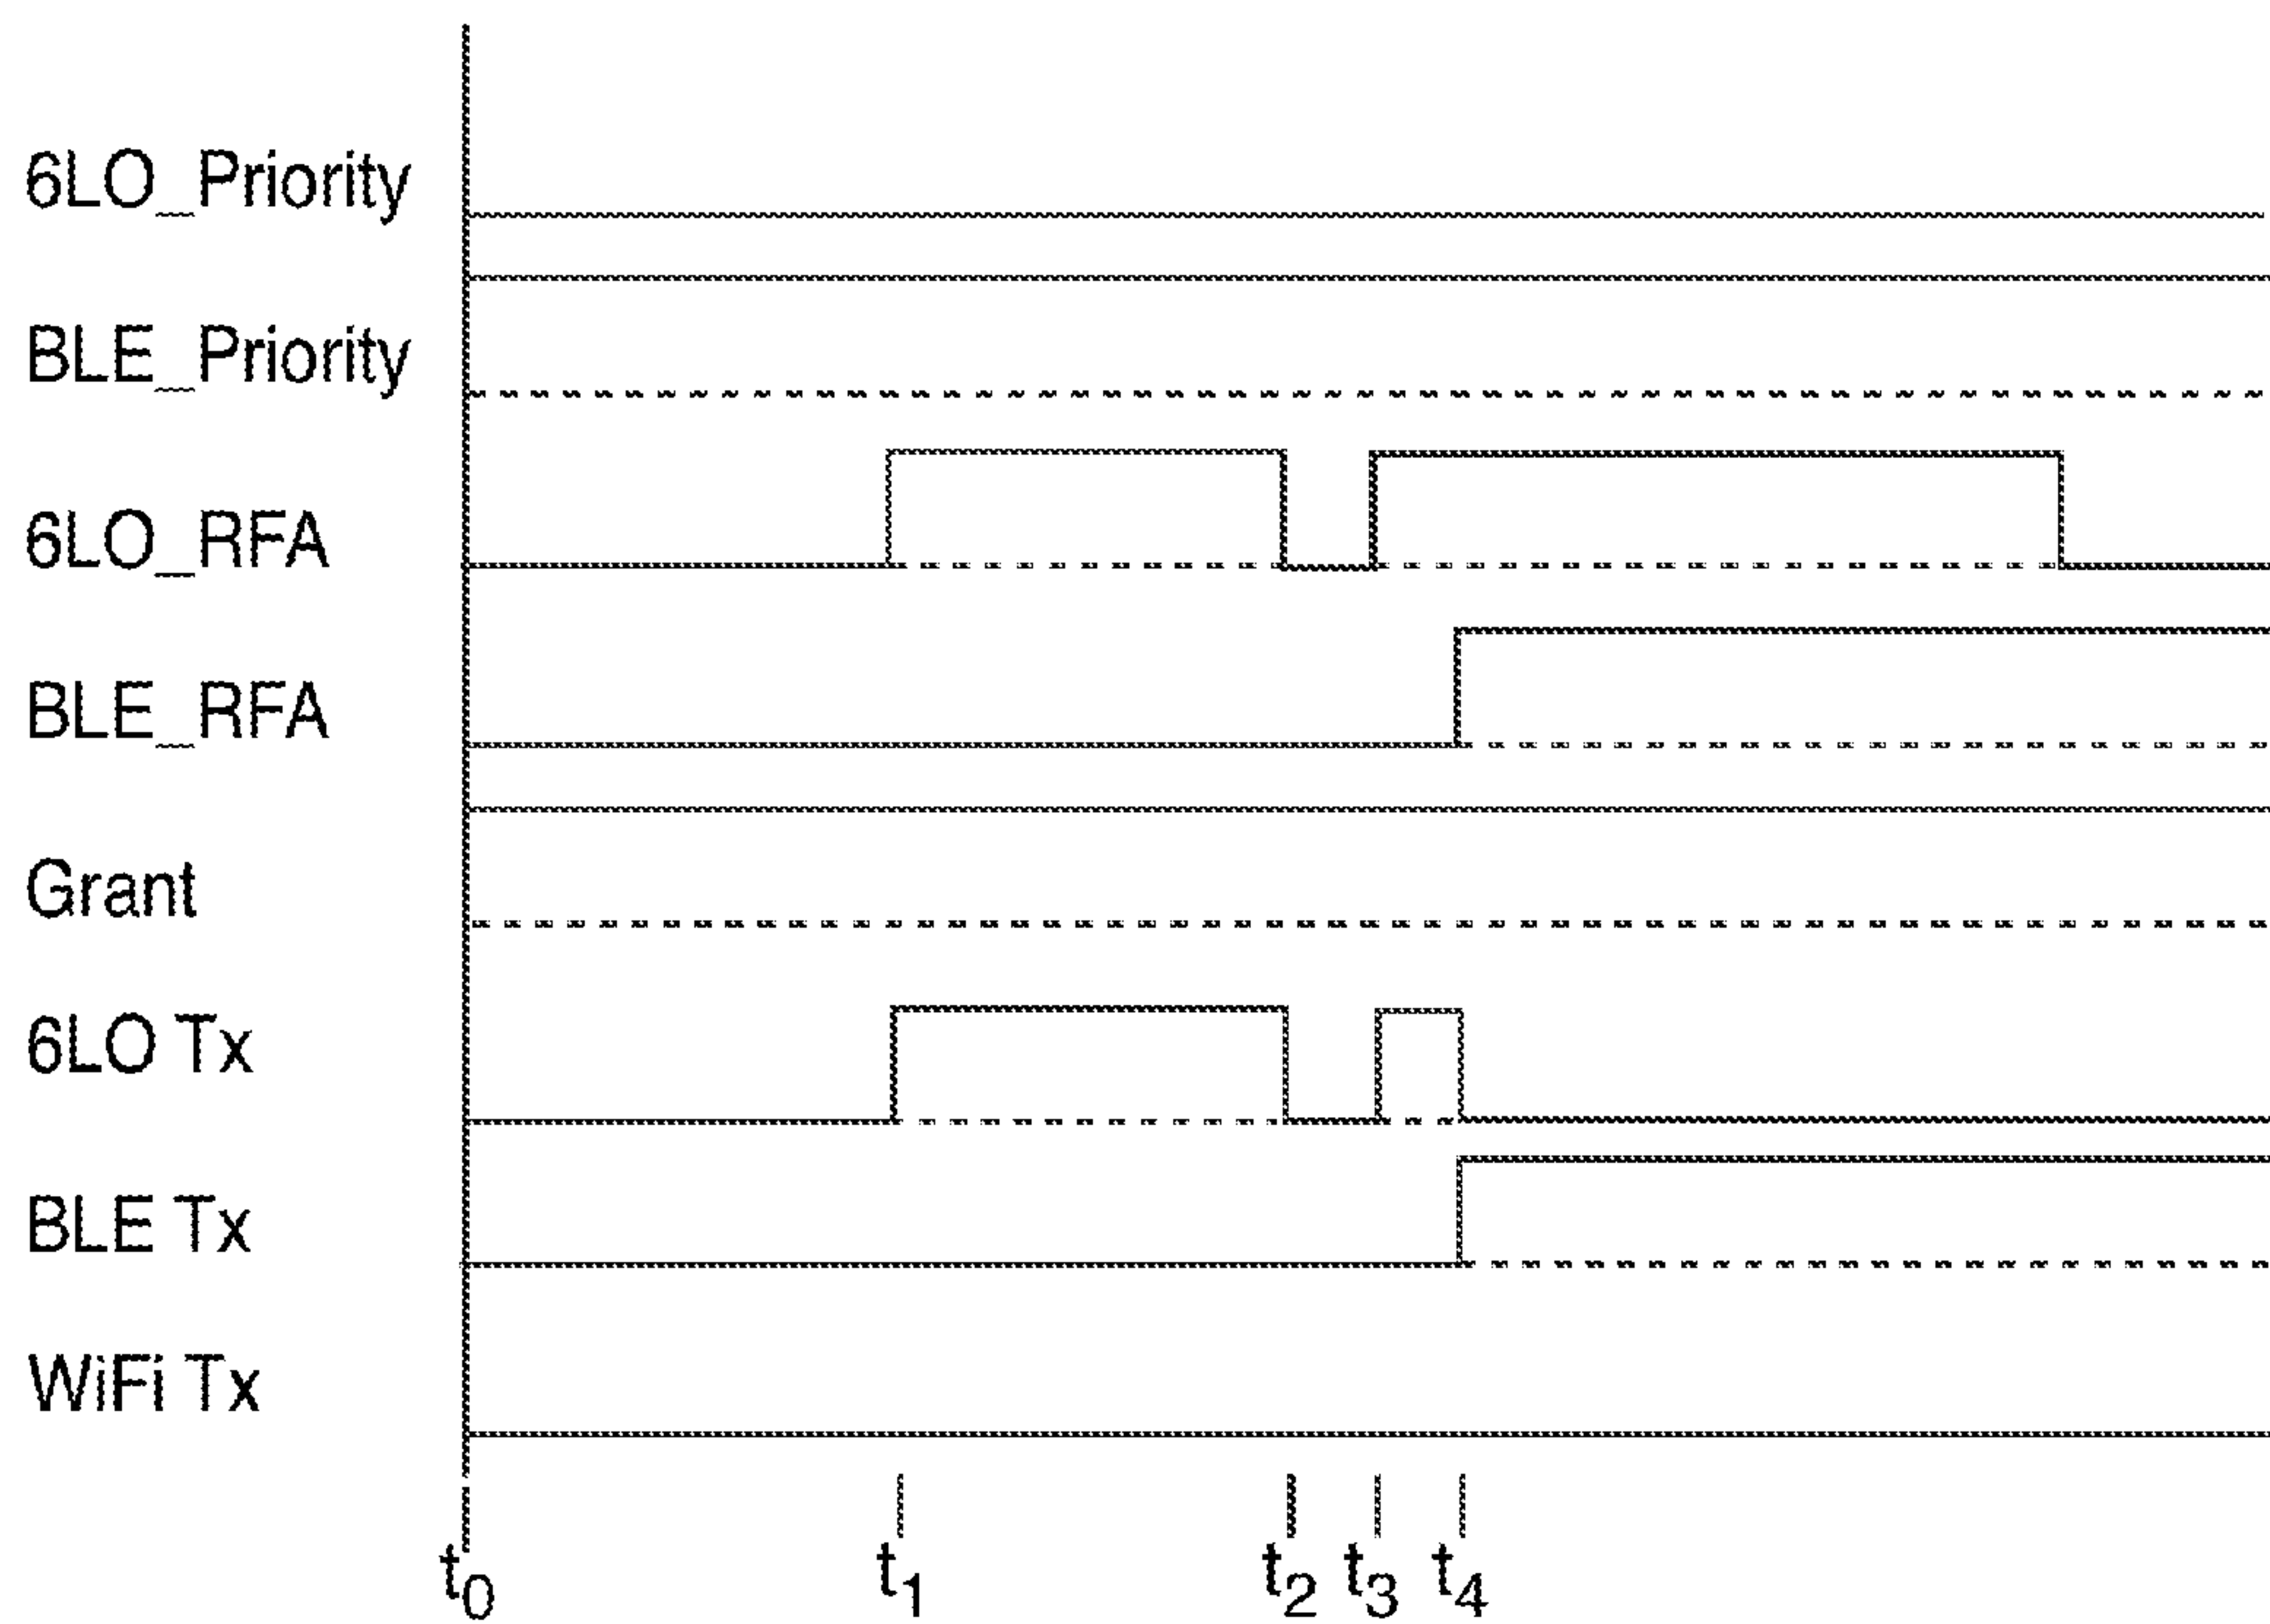 6LO_Priority
BLE_Priority
6LO_RFA
BLE_RFA
Grant
6LO Tx
BLE Tx
WiFi Tx
t0 t1 t2 t3 t4